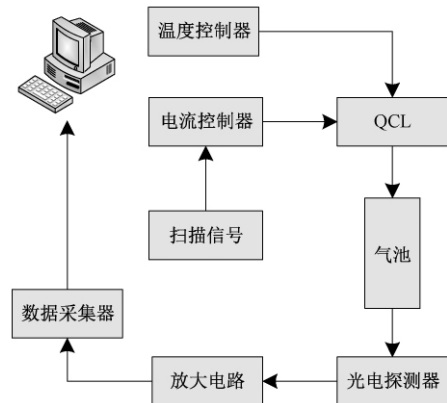 温度控制器
电流控制器
QCL
扫描信号
气池
数据采集器
放大电路
光电探测器